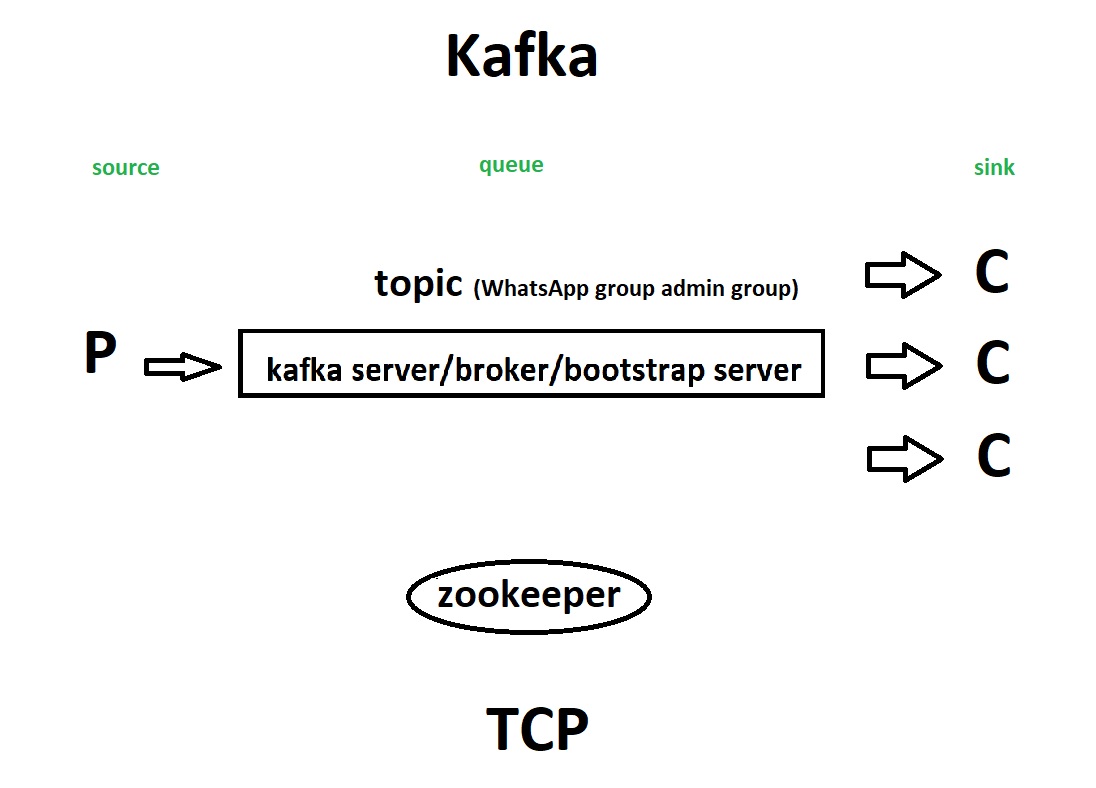 Kafka
source queue sink
topic (WhatsApp group admin group) C
P kafka server/broker/bootstrap server C
C
zookeeper
TCP